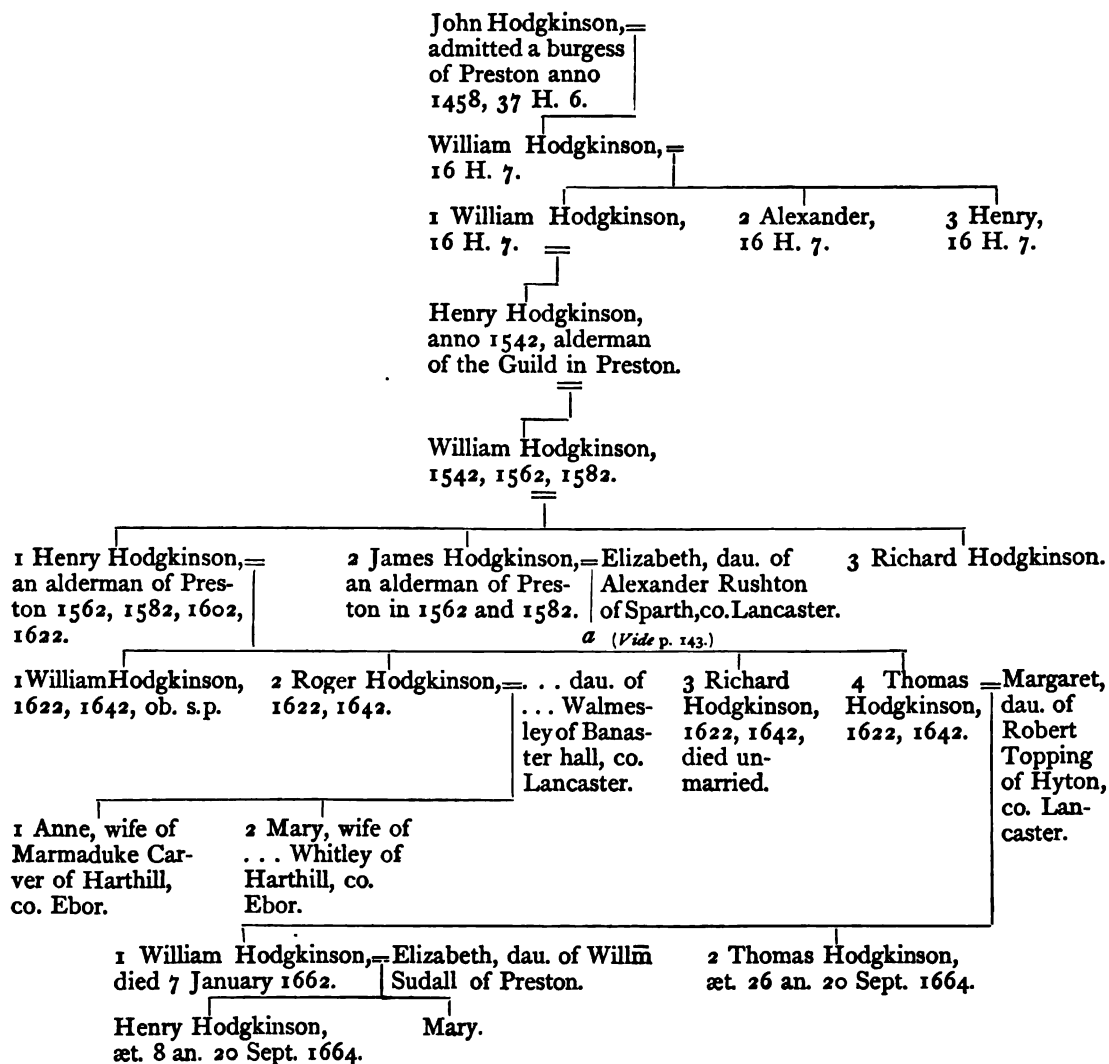 John Hodgkinson,=
admitted a burgess
of Preston anno
1458, 37 H. 6.
William Hodgkinson,=
16 H. 7.
1 William Hodgkinson,
16 H. 7. =
2 Alexander,
16 H. 7.
3 Henry,
16 H. 7.
Henry Hodgkinson,
anno 1542, alderman
of the Guild in Preston.
=
William Hodgkinson,
1542, 1562, 1582.
=
1 Henry Hodgkinson,=
an alderman of Pres-
ton 1562, 1582, 1602,
1622.
2 James Hodgkinson,=
an alderman of Pres-
ton in 1562 and 1582.
Elizabeth, dau. of
Alexander Rushton
of Sparth, co. Lancaster.
a (Vide p. 143.)
3 Richard Hodgkinson.
1 William Hodgkinson,
1622, 1642, ob. s.p.
2 Roger Hodgkinson,=
1622, 1642.
. . . dau. of
. . . Walmes-
ley of Banas-
ter hall, co.
Lancaster.
3 Richard
Hodgkinson,
1622, 1642,
died un-
married.
4 Thomas =
Hodgkinson,
1622, 1642.
Margaret,
dau. of
Robert
Topping
of Hyton,
co. Lan-
caster.
1 Anne, wife of
Marmaduke Car-
ver of Harthill,
co. Ebor.
2 Mary, wife of
. . . Whitley of
Harthill, co.
Ebor.
1 William Hodgkinson,=
died 7 January 1662.
Elizabeth, dau. of Willm̄
Sudall of Preston.
2 Thomas Hodgkinson,
æt. 26 an. 20 Sept. 1664.
Henry Hodgkinson,
æt. 8 an. 20 Sept. 1664.
Mary.